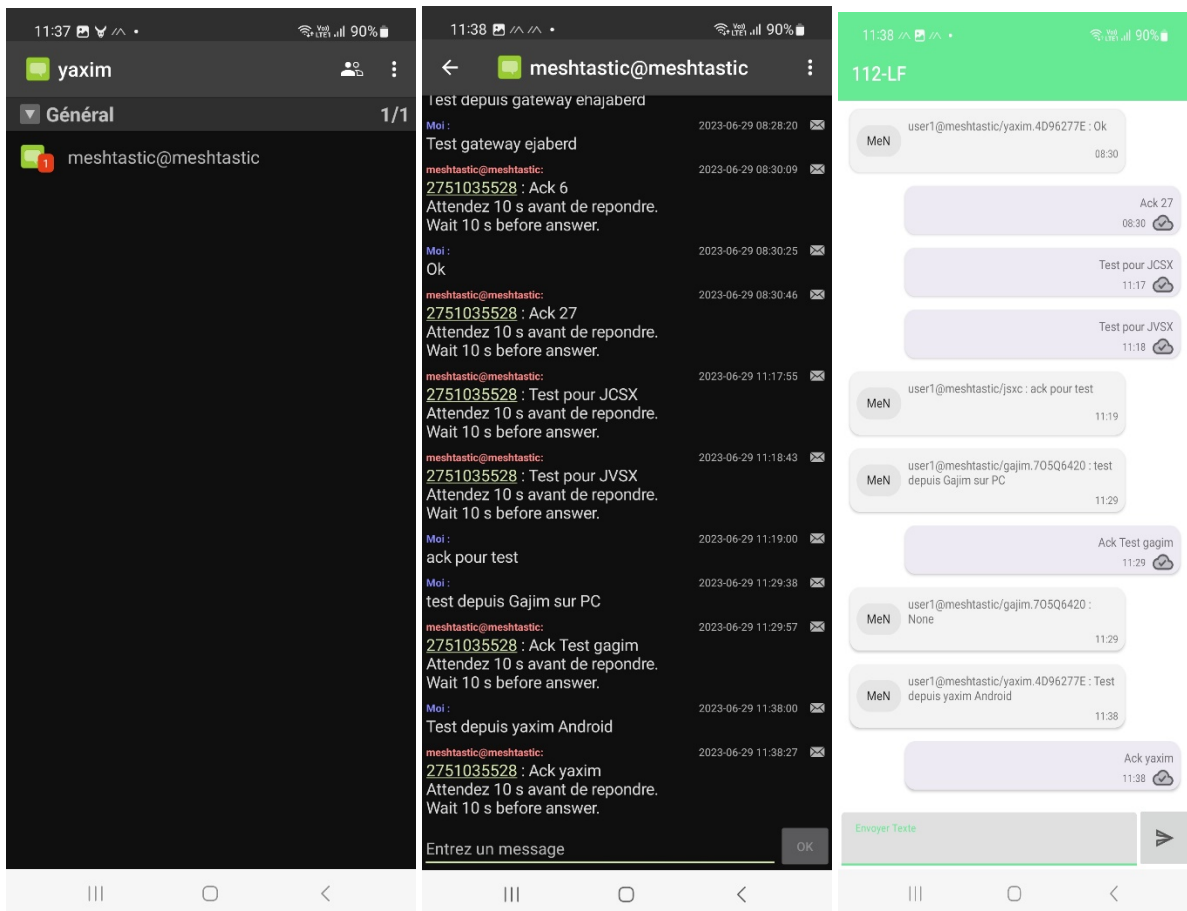 11:37
90%
yaxim
Général
1/1
meshtastic@meshtastic
1
11:38
90%
meshtastic@meshtastic
Test depuis gateway ehajaberd
Moi :
2023-06-29 08:28:20
Test gateway ejaberd
meshtastic@meshtastic:
2023-06-29 08:30:09
2751035528 : Ack 6
Attendez 10 s avant de repondre.
Wait 10 s before answer.
Moi :
2023-06-29 08:30:25
Ok
meshtastic@meshtastic:
2023-06-29 08:30:46
2751035528 : Ack 27
Attendez 10 s avant de repondre.
Wait 10 s before answer.
meshtastic@meshtastic:
2023-06-29 11:17:55
2751035528 : Test pour JCSX
Attendez 10 s avant de repondre.
Wait 10 s before answer.
meshtastic@meshtastic:
2023-06-29 11:18:43
2751035528 : Test pour JVSX
Attendez 10 s avant de repondre.
Wait 10 s before answer.
Moi :
2023-06-29 11:19:00
ack pour test
Moi :
2023-06-29 11:29:38
test depuis Gajim sur PC
meshtastic@meshtastic:
2023-06-29 11:29:57
2751035528 : Ack Test gagim
Attendez 10 s avant de repondre.
Wait 10 s before answer.
Moi :
2023-06-29 11:38:00
Test depuis yaxim Android
meshtastic@meshtastic:
2023-06-29 11:38:27
2751035528 : Ack yaxim
Attendez 10 s avant de repondre.
Wait 10 s before answer.
Entrez un message
OK
11:38
90%
112-LF
MeN
user1@meshtastic/yaxim.4D96277E : Ok
08:30
Ack 27
08:30
Test pour JCSX
11:17
Test pour JVSX
11:18
MeN
user1@meshtastic/jsxc : ack pour test
11:19
MeN
user1@meshtastic/gajim.7O5Q6420 : test
depuis Gajim sur PC
11:29
Ack Test gagim
11:29
MeN
user1@meshtastic/gajim.7O5Q6420 :
None
11:29
MeN
user1@meshtastic/yaxim.4D96277E : Test
depuis yaxim Android
11:38
Ack yaxim
11:38
Envoyer Texte